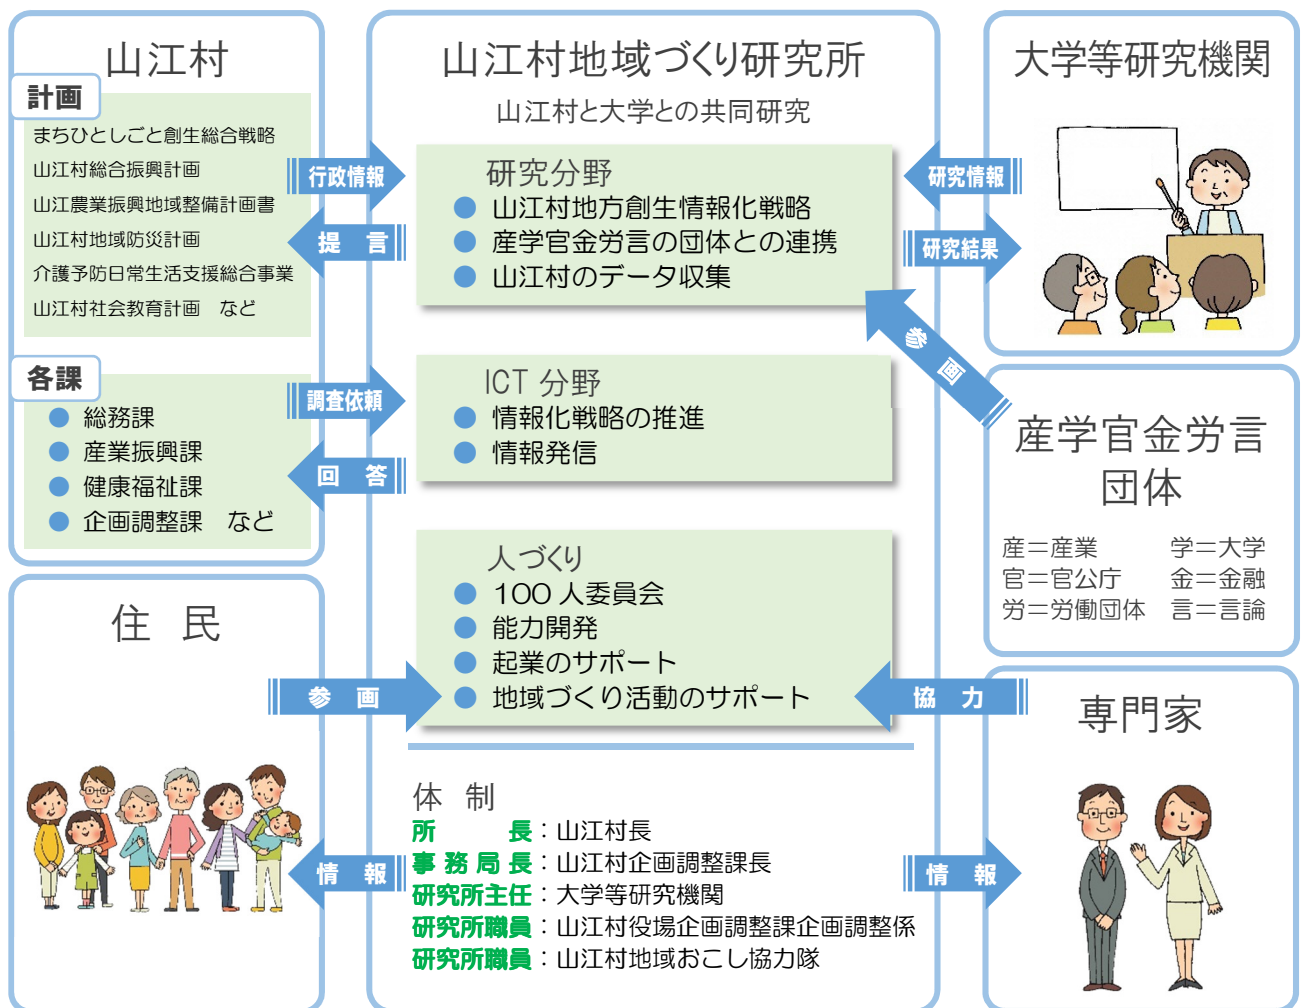 山江村
計画
まちひとしごと創生総合戦略
山江村総合振興計画
山江農業振興地域整備計画書
山江村地域防災計画
介護予防日常生活支援総合事業
山江村社会教育計画　など
各課
● 総務課
● 産業振興課
● 健康福祉課
● 企画調整課　など
行政情報
提　言
調査依頼
回　答
住　民
参　画
情　報
山江村地域づくり研究所
山江村と大学との共同研究
研究分野
● 山江村地方創生情報化戦略
● 産学官金労言の団体との連携
● 山江村のデータ収集
ICT 分野
● 情報化戦略の推進
● 情報発信
人づくり
● 100 人委員会
● 能力開発
● 起業のサポート
● 地域づくり活動のサポート
体　制
所　　長：山江村長
事 務 局 長：山江村企画調整課長
研究所主任：大学等研究機関
研究所職員：山江村役場企画調整課企画調整係
研究所職員：山江村地域おこし協力隊
研究情報
研究結果
参　画
協　力
情　報
大学等研究機関
産学官金労言
団体
産＝産業　　学＝大学
官＝官公庁　金＝金融
労＝労働団体　言＝言論
専門家